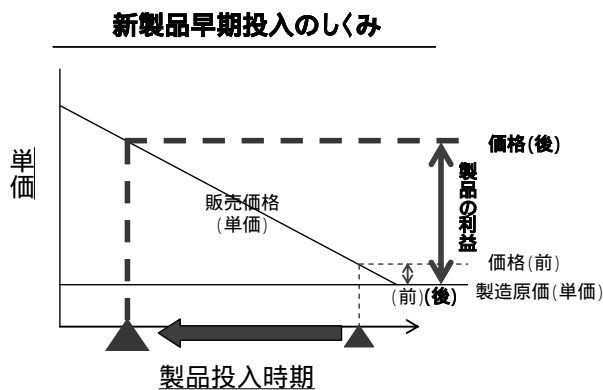 新製品早期投入のしくみ
単価
価格(後)
製品の利益
販売価格
(単価)
価格(前)
(前)(後)
製造原価(単価)
製品投入時期